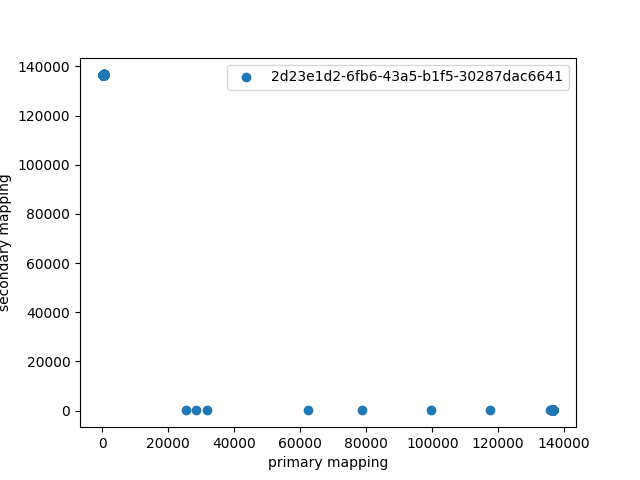 140000
120000
100000
80000
60000
40000
20000
0
secondary mapping
2d23e1d2-6fb6-43a5-b1f5-30287dac6641
0 20000 40000 60000 80000 100000 120000 140000
primary mapping